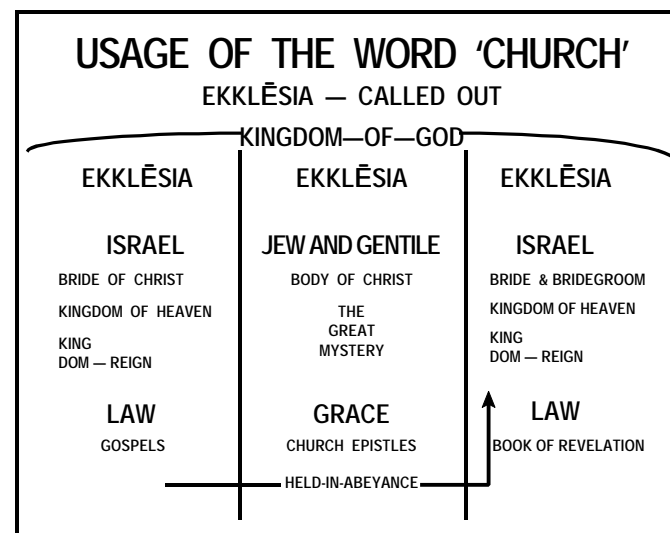 USAGE OF THE WORD ‘CHURCH’
EKKLĒSIA — CALLED OUT
KINGDOM—OF—GOD
EKKLĒSIA
ISRAEL
BRIDE OF CHRIST
KINGDOM OF HEAVEN
KING
DOM — REIGN
LAW
GOSPELS
EKKLĒSIA
JEW AND GENTILE
BODY OF CHRIST
THE
GREAT
MYSTERY
GRACE
CHURCH EPISTLES
HELD-IN-ABEYANCE
EKKLĒSIA
ISRAEL
BRIDE & BRIDEGROOM
KINGDOM OF HEAVEN
KING
DOM — REIGN
LAW
BOOK OF REVELATION